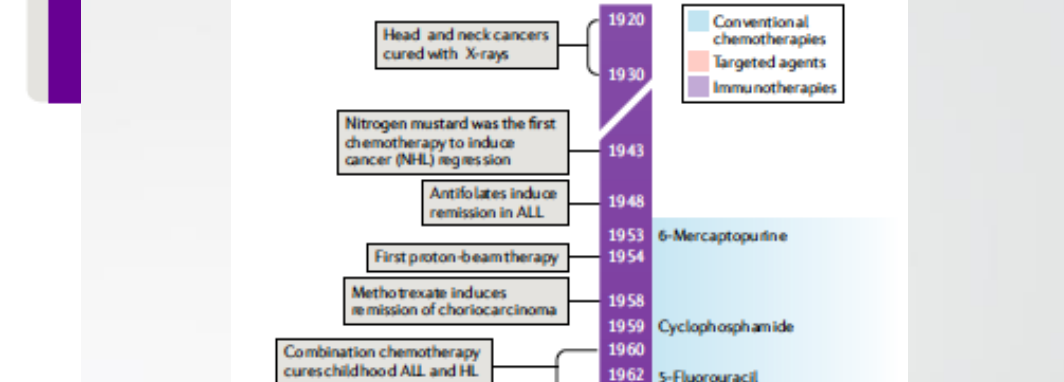 1920
Head and neck cancers
cured with X-rays
1930
Conventional
chemotherapies
Targeted agents
Immunotherapies
Nitrogen mustard was the first
chemotherapy to induce
cancer (NHL) regression
1943
Antifolates induce
remission in ALL
1948
1953 6-Mercaptopurine
First proton-beam therapy
1954
Methotrexate induces
remission of choriocarcinoma
1958
1959 Cyclophosphamide
Combination chemotherapy
cures childhood ALL and HL
1960
1962 5-Fluorouracil